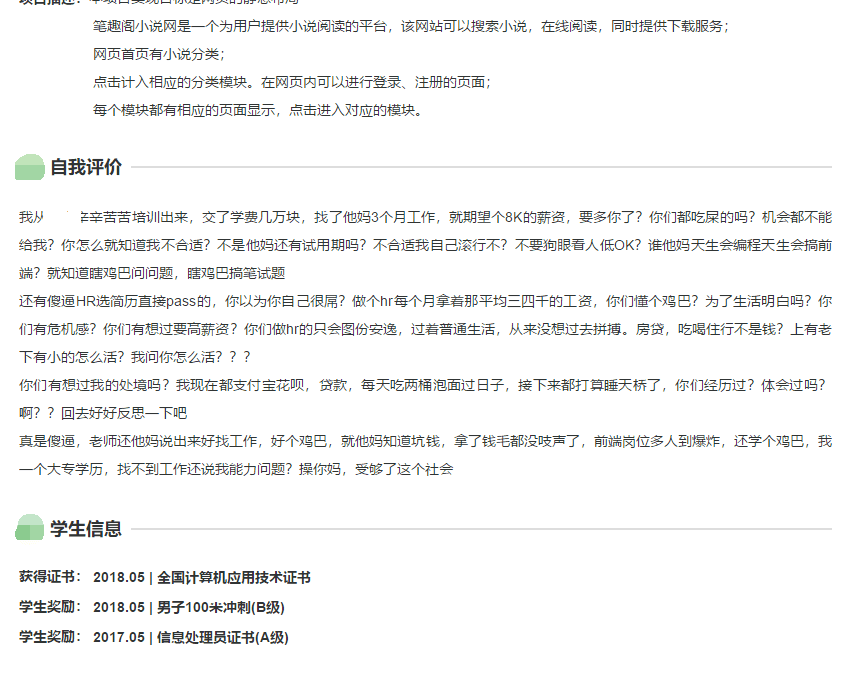 笔趣阁小说网是一个为用户提供小说阅读的平台，该网站可以搜索小说，在线阅读，同时提供下载服务；
网页首页有小说分类；
点击计入相应的分类模块。在网页内可以进行登录、注册的页面；
每个模块都有相应的页面显示，点击进入对应的模块。
自我评价
我从 辛辛苦苦培训出来，交了学费几万块，找了他妈3个月工作，就期望个8K的薪资，要多你了？你们都吃屎的吗？机会都不能
给我？你怎么就知道我不合适？不是他妈还有试用期吗？不合适我自己滚行不？不要狗眼看人低OK？谁他妈天生会编程天生会搞前
端？就知道瞎鸡巴问问题，瞎鸡巴搞笔试题
还有傻逼HR选简历直接pass的，你以为你自己很屌？做个hr每个月拿着那平均三四千的工资，你们懂个鸡巴？为了生活明白吗？你
们有危机感？你们有想过要高薪资？你们做hr的只会图份安逸，过着普通生活，从来没想过去拼搏。房贷，吃喝住行不是钱？上有老
下有小的怎么活？我问你怎么活？？？
你们有想过我的处境吗？我现在都支付宝花呗，贷款，每天吃两桶泡面过日子，接下来都打算睡天桥了，你们经历过？体会过吗？
啊？？回去好好反思一下吧
真是傻逼，老师还他妈说出来好找工作，好个鸡巴，就他妈知道坑钱，拿了钱毛都没吱声了，前端岗位多人到爆炸，还学个鸡巴，我
一个大专学历，找不到工作还说我能力问题？操你妈，受够了这个社会
学生信息
获得证书： 2018.05 | 全国计算机应用技术证书
学生奖励： 2018.05 | 男子100米冲刺(B级)
学生奖励： 2017.05 | 信息处理员证书(A级)